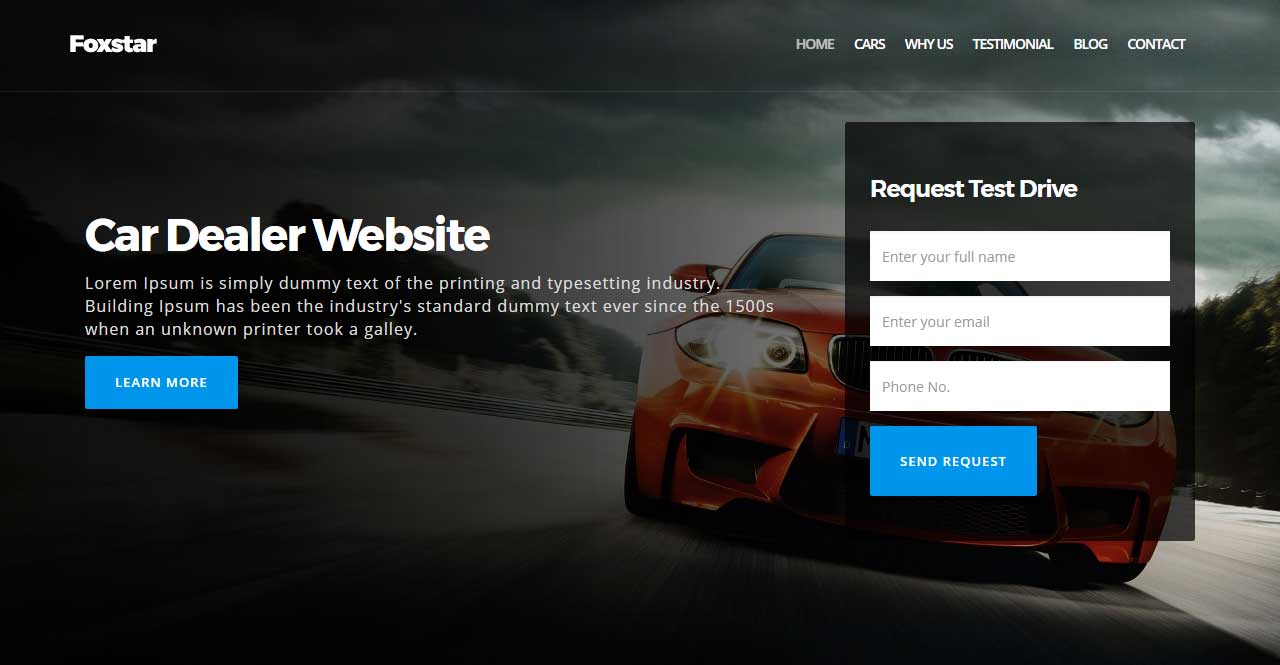 Foxstar
HOME CARS WHY US TESTIMONIAL BLOG CONTACT
Car Dealer Website
Lorem Ipsum is simply dummy text of the printing and typesetting industry.
Building Ipsum has been the industry's standard dummy text ever since the 1500s
when an unknown printer took a galley.
LEARN MORE
Request Test Drive
Enter your full name
Enter your email
Phone No.
SEND REQUEST